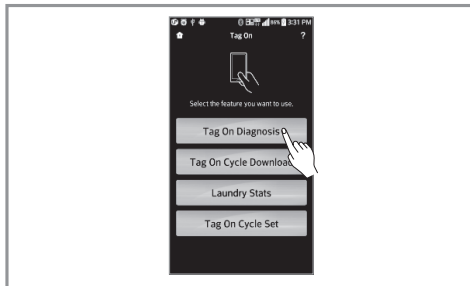 66% 3:31 PM
Tag On ?
Select the feature you want to use.
Tag On Diagnosis
Tag On Cycle Download
Laundry Stats
Tag On Cycle Set